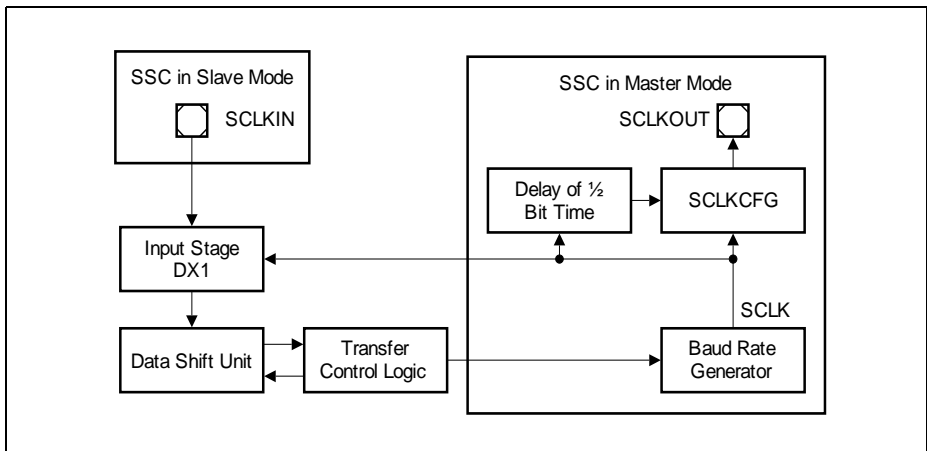 SSC in Slave Mode
SCLKIN
SSC in Master Mode
SCLKOUT
Delay of ½
Bit Time
SCLKCFG
Input Stage
DX1
SCLK
Data Shift Unit
Transfer
Control Logic
Baud Rate
Generator